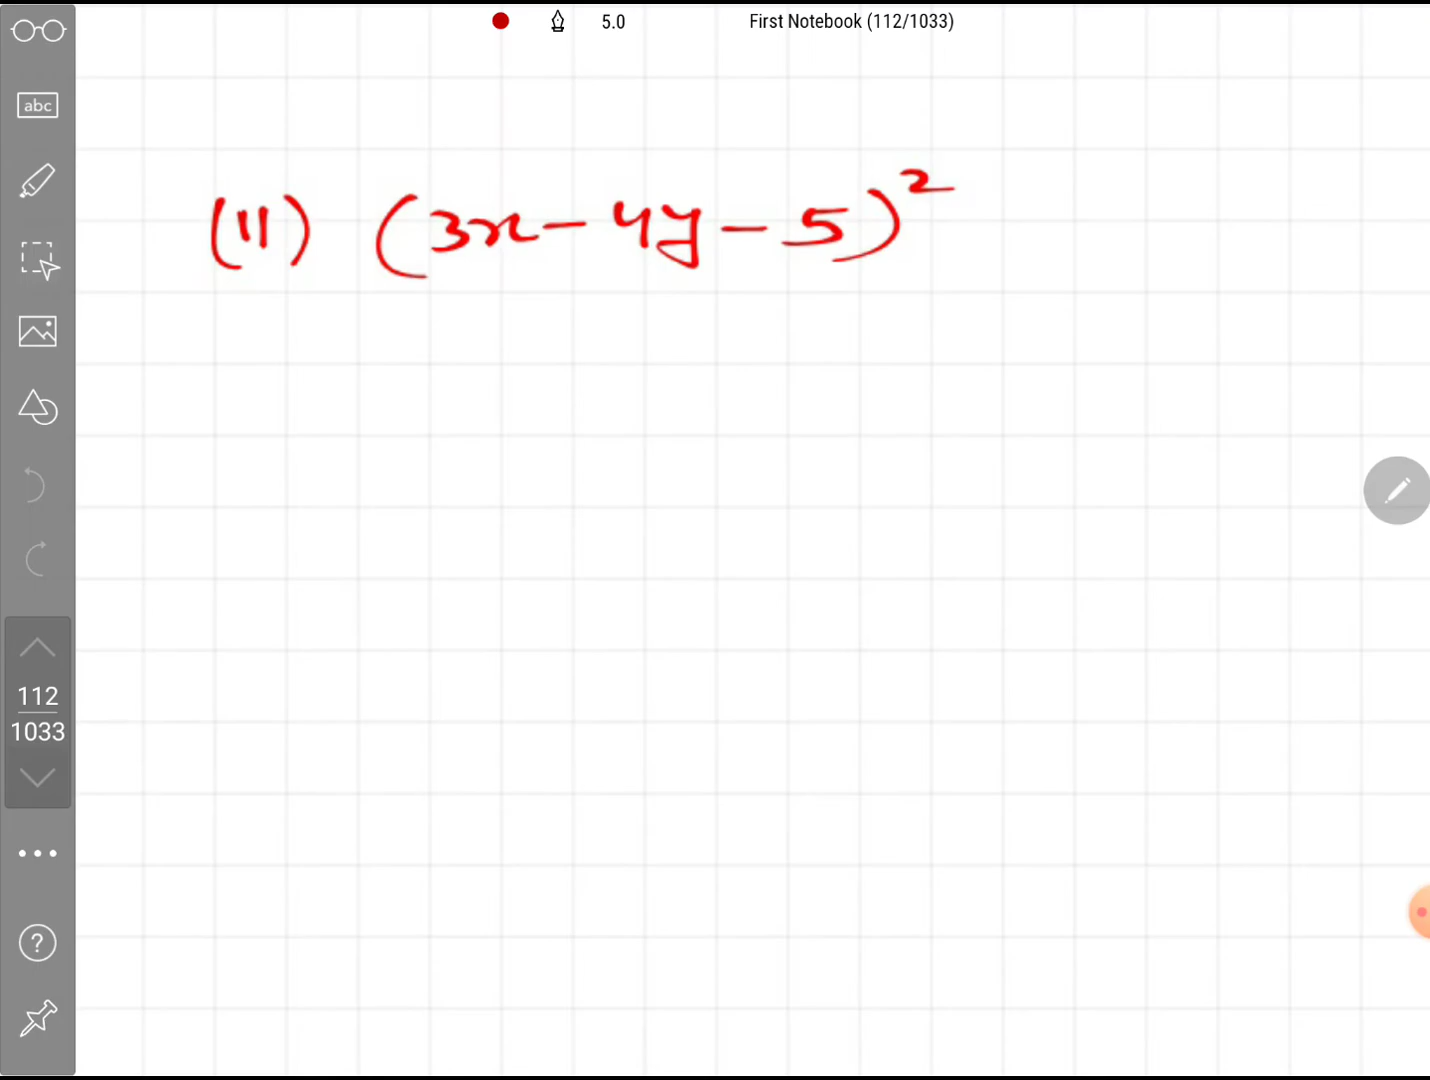 5.0 First Notebook (112/1033)
abc
(11) (3x - 4y - 5)²
112
1033
?